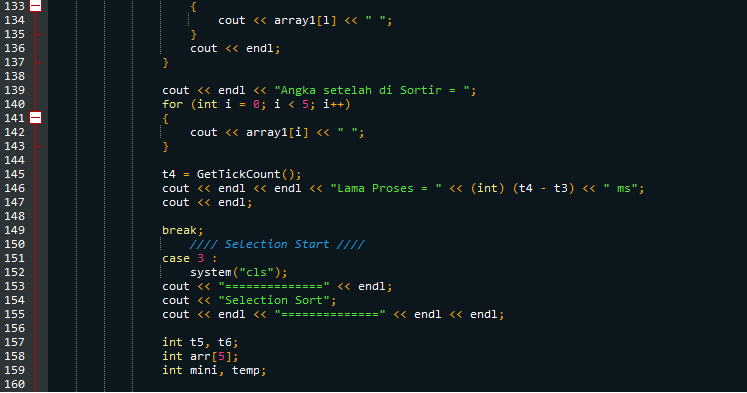 133 {
134 cout << array1[l] << " ";
135 }
136 cout << endl;
137 }
138
139 cout << endl << "Angka setelah di Sortir = ";
140 for (int i = 0; i < 5; i++)
141 {
142 cout << array1[i] << " ";
143 }
144
145 t4 = GetTickCount();
146 cout << endl << endl << "Lama Proses = " << (int) (t4 - t3) << " ms";
147 cout << endl;
148
149 break;
150 //// Selection Start ////
151 case 3 :
152 system("cls");
153 cout << "==============" << endl;
154 cout << "Selection Sort";
155 cout << endl << "==============" << endl << endl;
156
157 int t5, t6;
158 int arr[5];
159 int mini, temp;
160